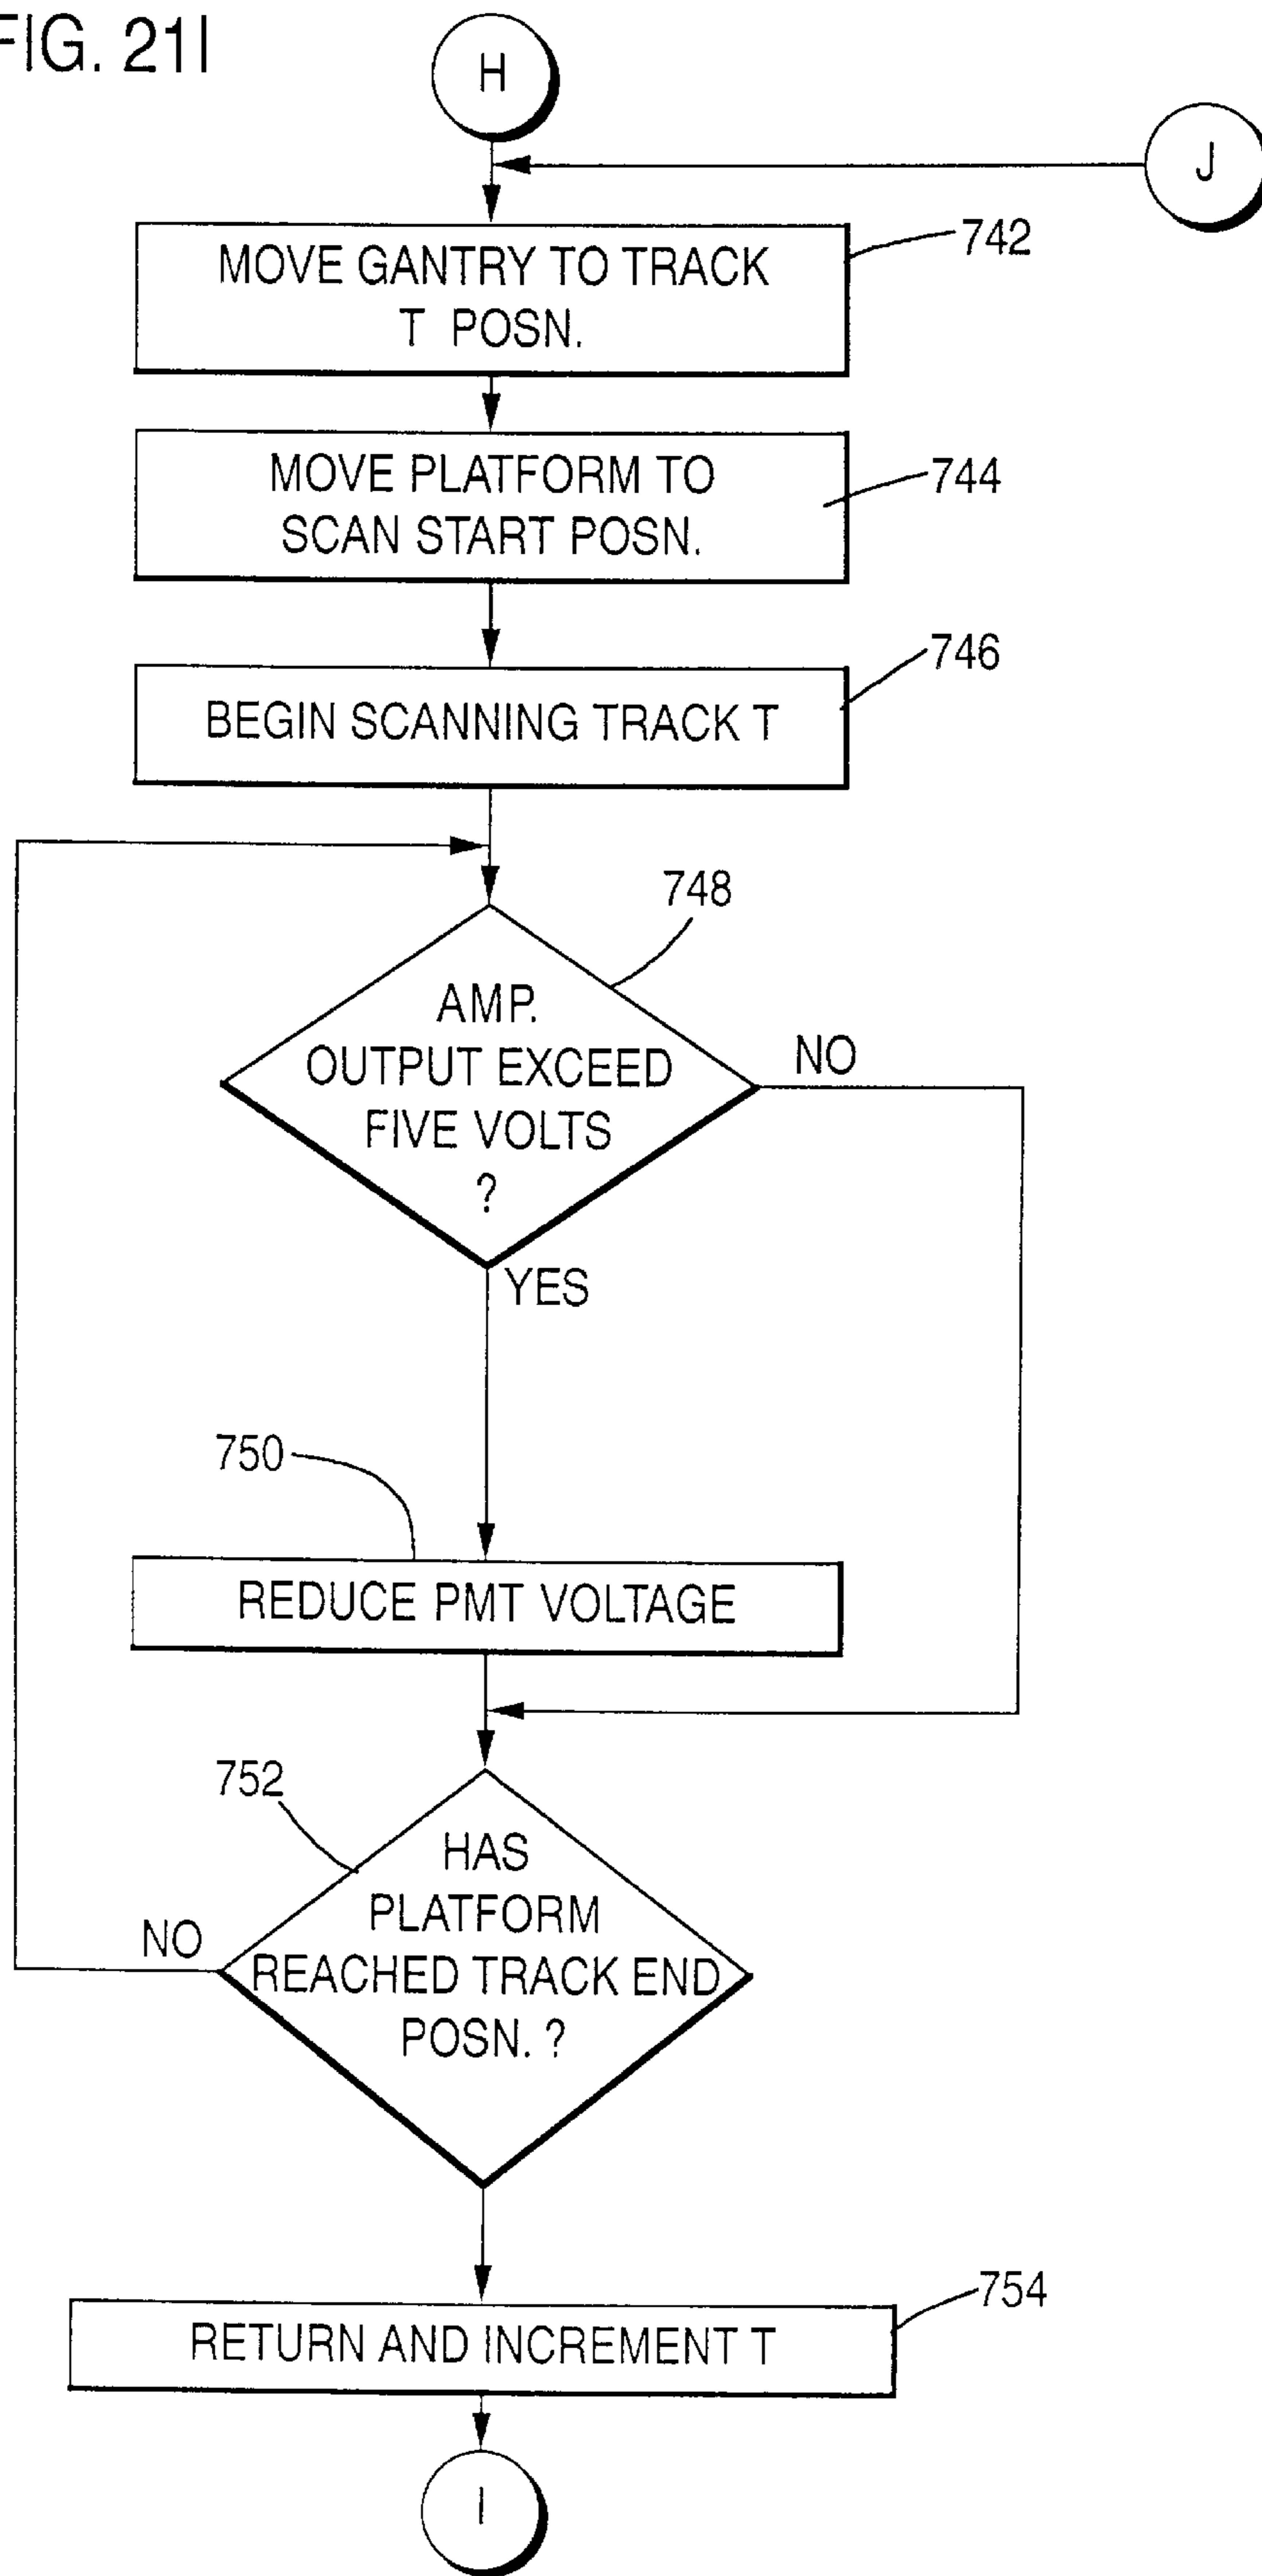 FIG. 21I
H
J
MOVE GANTRY TO TRACK
T POSN.
742
MOVE PLATFORM TO
SCAN START POSN.
744
BEGIN SCANNING TRACK T
746
748
AMP.
OUTPUT EXCEED
FIVE VOLTS
?
NO
YES
750
REDUCE PMT VOLTAGE
752
HAS
PLATFORM
REACHED TRACK END
POSN. ?
NO
RETURN AND INCREMENT T
754
I